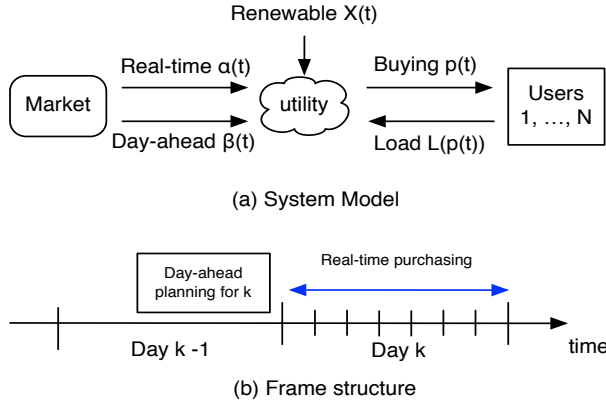 Renewable X(t)
Real-time α(t)
Buying p(t)
Market
utility
Users
1, …, N
Day-ahead β(t)
Load L(p(t))
(a) System Model
Day-ahead
planning for k
Real-time purchasing
Day k -1
Day k
time
(b) Frame structure